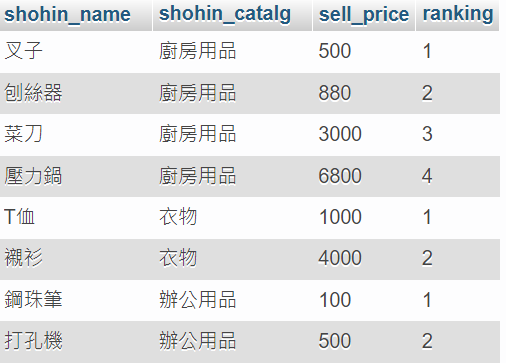 shohin_name shohin_catalg sell_price ranking
叉子 廚房用品 500 1
刨絲器 廚房用品 880 2
菜刀 廚房用品 3000 3
壓力鍋 廚房用品 6800 4
T恤 衣物 1000 1
襯衫 衣物 4000 2
鋼珠筆 辦公用品 100 1
打孔機 辦公用品 500 2